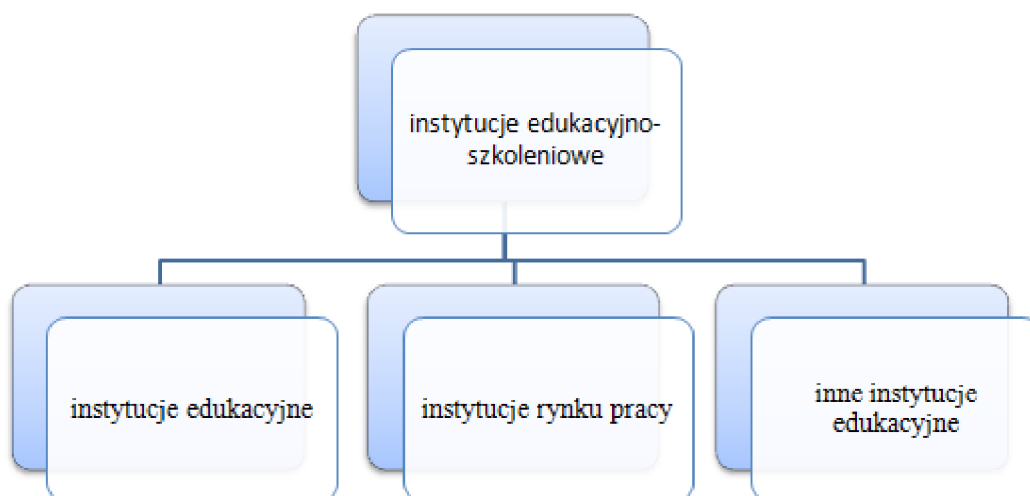 instytucje edukacyjno-
szkoleniowe
instytucje edukacyjne
instytucje rynku pracy
inne instytucje
edukacyjne